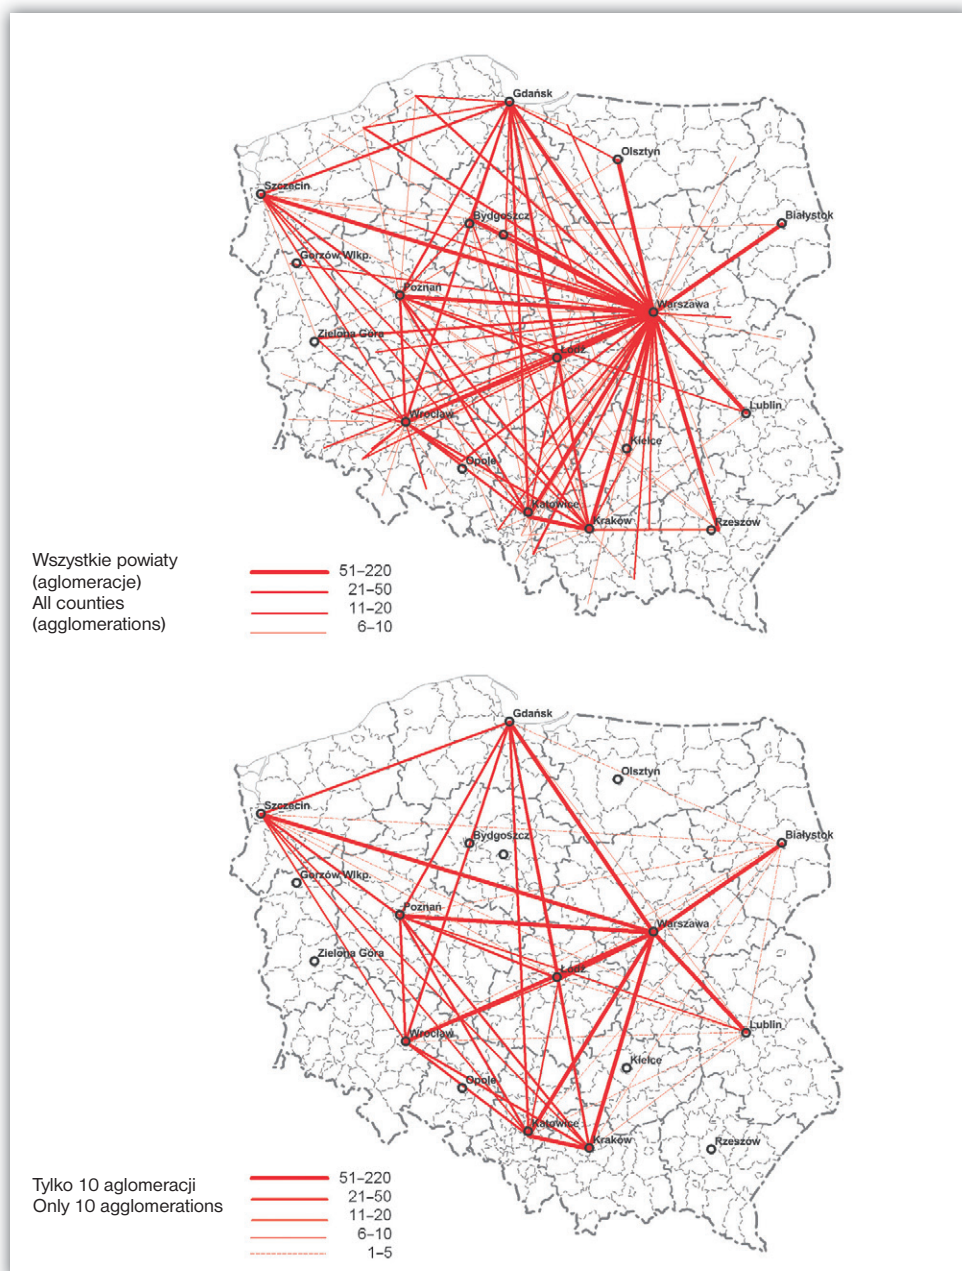 Gdańsk
Olsztyn
Szczecin
Bydgoszcz
Białystok
Gorzów Wlkp.
Poznań
Warszawa
Zielona Góra
Łódź
Lublin
Wrocław
Kielce
Opole
Katowice
Kraków
Rzeszów
Wszystkie powiaty
(aglomeracje)
All counties
(agglomerations)
51–220
21–50
11–20
6–10
Gdańsk
Olsztyn
Szczecin
Bydgoszcz
Białystok
Gorzów Wlkp.
Poznań
Warszawa
Zielona Góra
Łódź
Lublin
Wrocław
Kielce
Opole
Katowice
Kraków
Rzeszów
Tylko 10 aglomeracji
Only 10 agglomerations
51–220
21–50
11–20
6–10
1–5